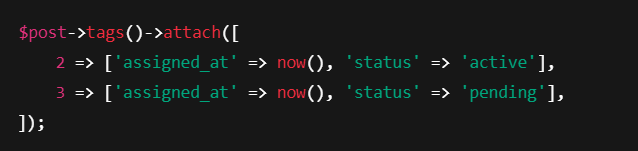 $post->tags()->attach([
    2 => ['assigned_at' => now(), 'status' => 'active'],
    3 => ['assigned_at' => now(), 'status' => 'pending'],
]);